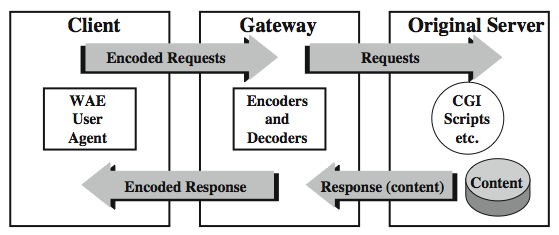 Client
Gateway
Original Server
Encoded Requests
Requests
WAE
User
Agent
Encoders
and
Decoders
CGI
Scripts
etc.
Encoded Response
Response (content)
Content